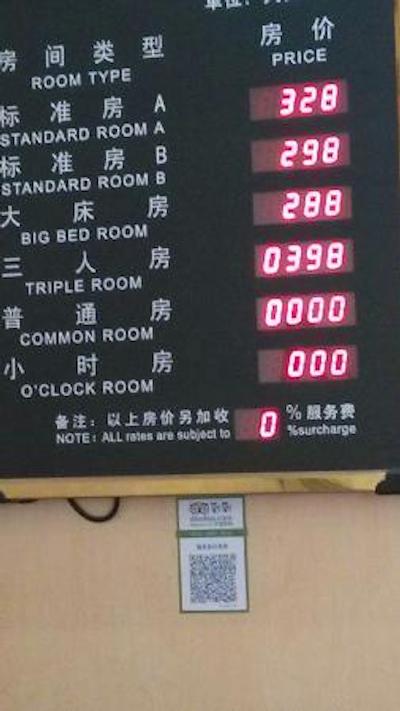 单位：
房间类型 房价
ROOM TYPE PRICE
标准房A 328
STANDARD ROOM A
标准房B 298
STANDARD ROOM B
大床房 288
BIG BED ROOM
三人房 0398
TRIPLE ROOM
普通房 0000
COMMON ROOM
小时房 000
O'CLOCK ROOM
备注：以上房价另加收 0 % 服务费
NOTE: ALL rates are subject to %surcharge